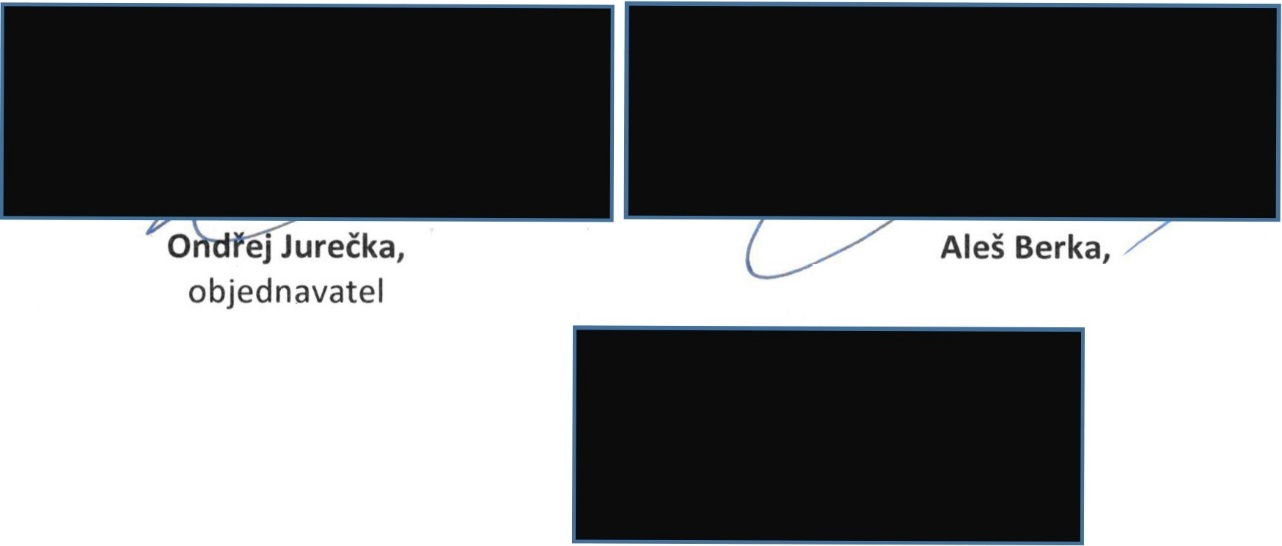 Ondřej Jurečka,
objednavatel
Aleš Berka,